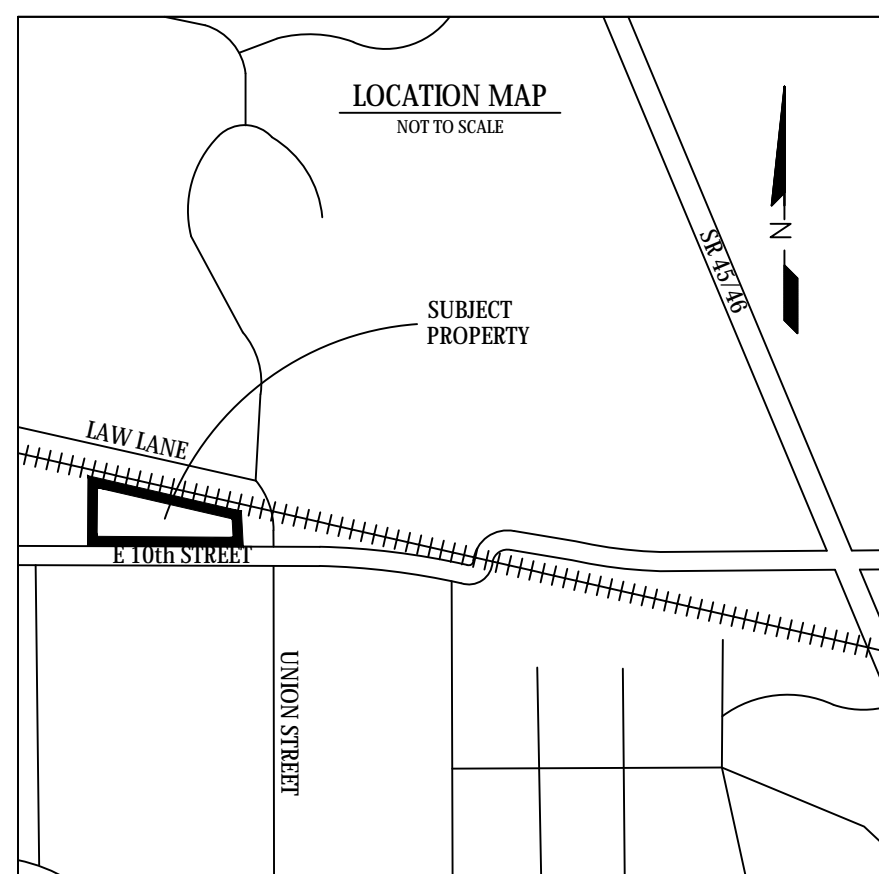 LOCATION MAP
NOT TO SCALE
N
SR 45/46
SUBJECT
PROPERTY
LAW LANE
E 10th STREET
UNION STREET